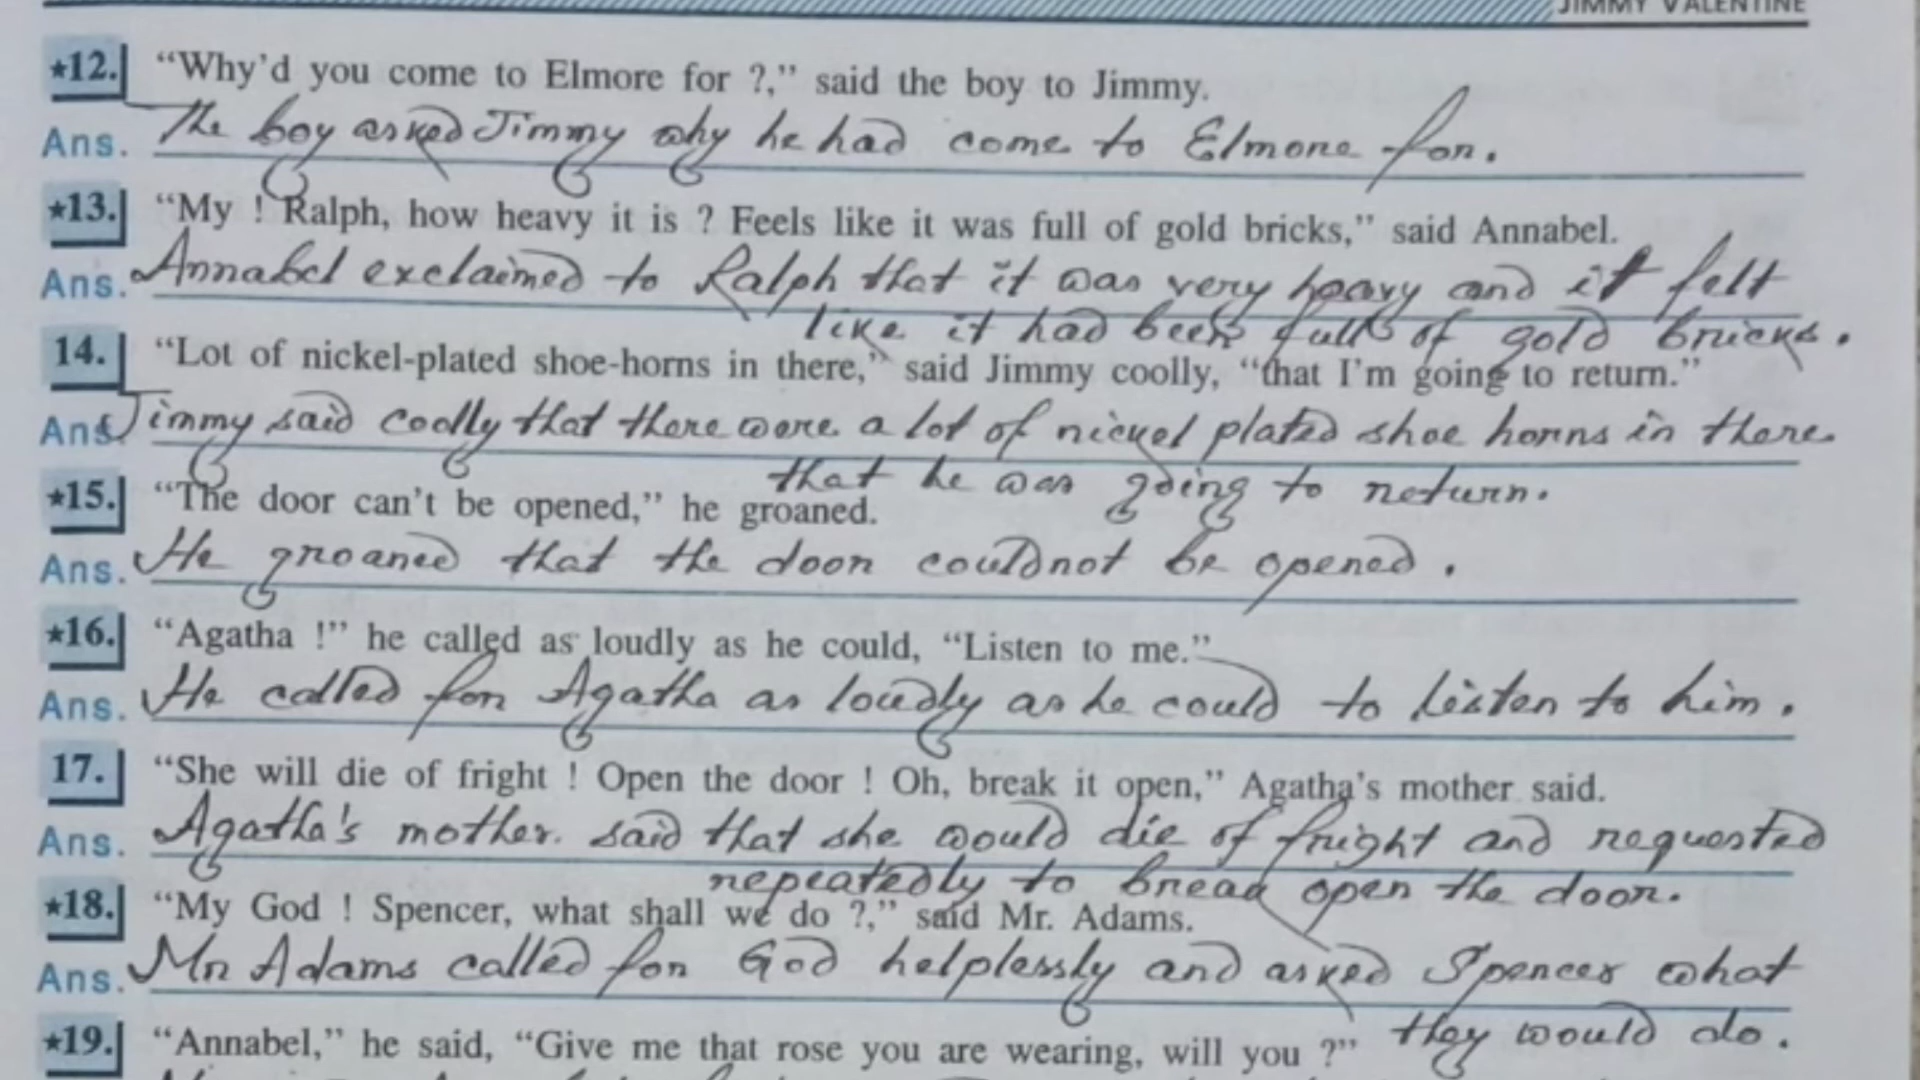 JIMMY VALENTINE
★12. “Why’d you come to Elmore for ?,” said the boy to Jimmy.
Ans. The boy asked Jimmy why he had come to Elmore for.
★13. “My ! Ralph, how heavy it is ? Feels like it was full of gold bricks,” said Annabel.
Ans. Annabel exclaimed to Ralph that it was very heavy and it felt
like it had been full of gold bricks.
14. “Lot of nickel-plated shoe-horns in there,” said Jimmy coolly, “that I’m going to return.”
Ans. Jimmy said coolly that there were a lot of nickel plated shoe horns in there
that he was going to return.
★15. “The door can’t be opened,” he groaned.
Ans. He groaned that the door could not be opened.
★16. “Agatha !” he called as loudly as he could, “Listen to me.”
Ans. He called for Agatha as loudly as he could to listen to him.
17. “She will die of fright ! Open the door ! Oh, break it open,” Agatha’s mother said.
Ans. Agatha's mother said that she would die of fright and requested
repeatedly to break open the door.
★18. “My God ! Spencer, what shall we do ?,” said Mr. Adams.
Ans. Mr Adams called for God helplessly and asked Spencer what
they would do.
★19. “Annabel,” he said, “Give me that rose you are wearing, will you ?”